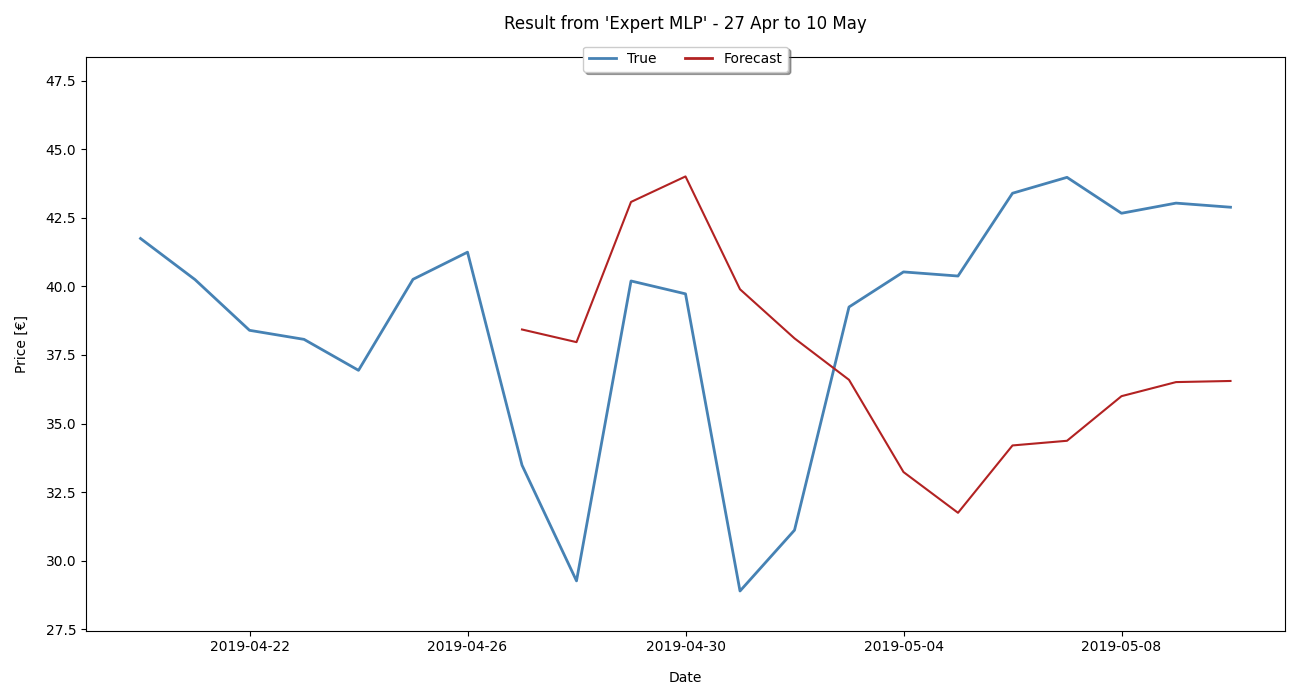 Result from 'Expert MLP' - 27 Apr to 10 May
True Forecast
47.5
45.0
42.5
40.0
37.5
35.0
32.5
30.0
27.5
Price [€]
2019-04-22 2019-04-26 2019-04-30 2019-05-04 2019-05-08
Date